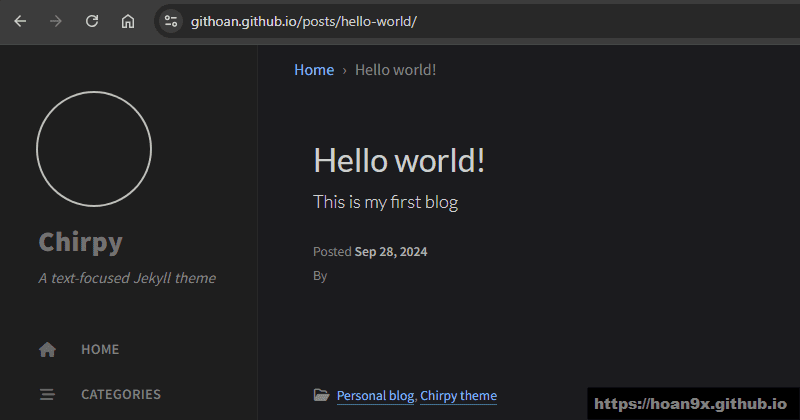 githoan.github.io/posts/hello-world/
Home › Hello world!
Chirpy
A text-focused Jekyll theme
HOME
CATEGORIES
Hello world!
This is my first blog
Posted Sep 28, 2024
By
Personal blog, Chirpy theme
https://hoan9x.github.io